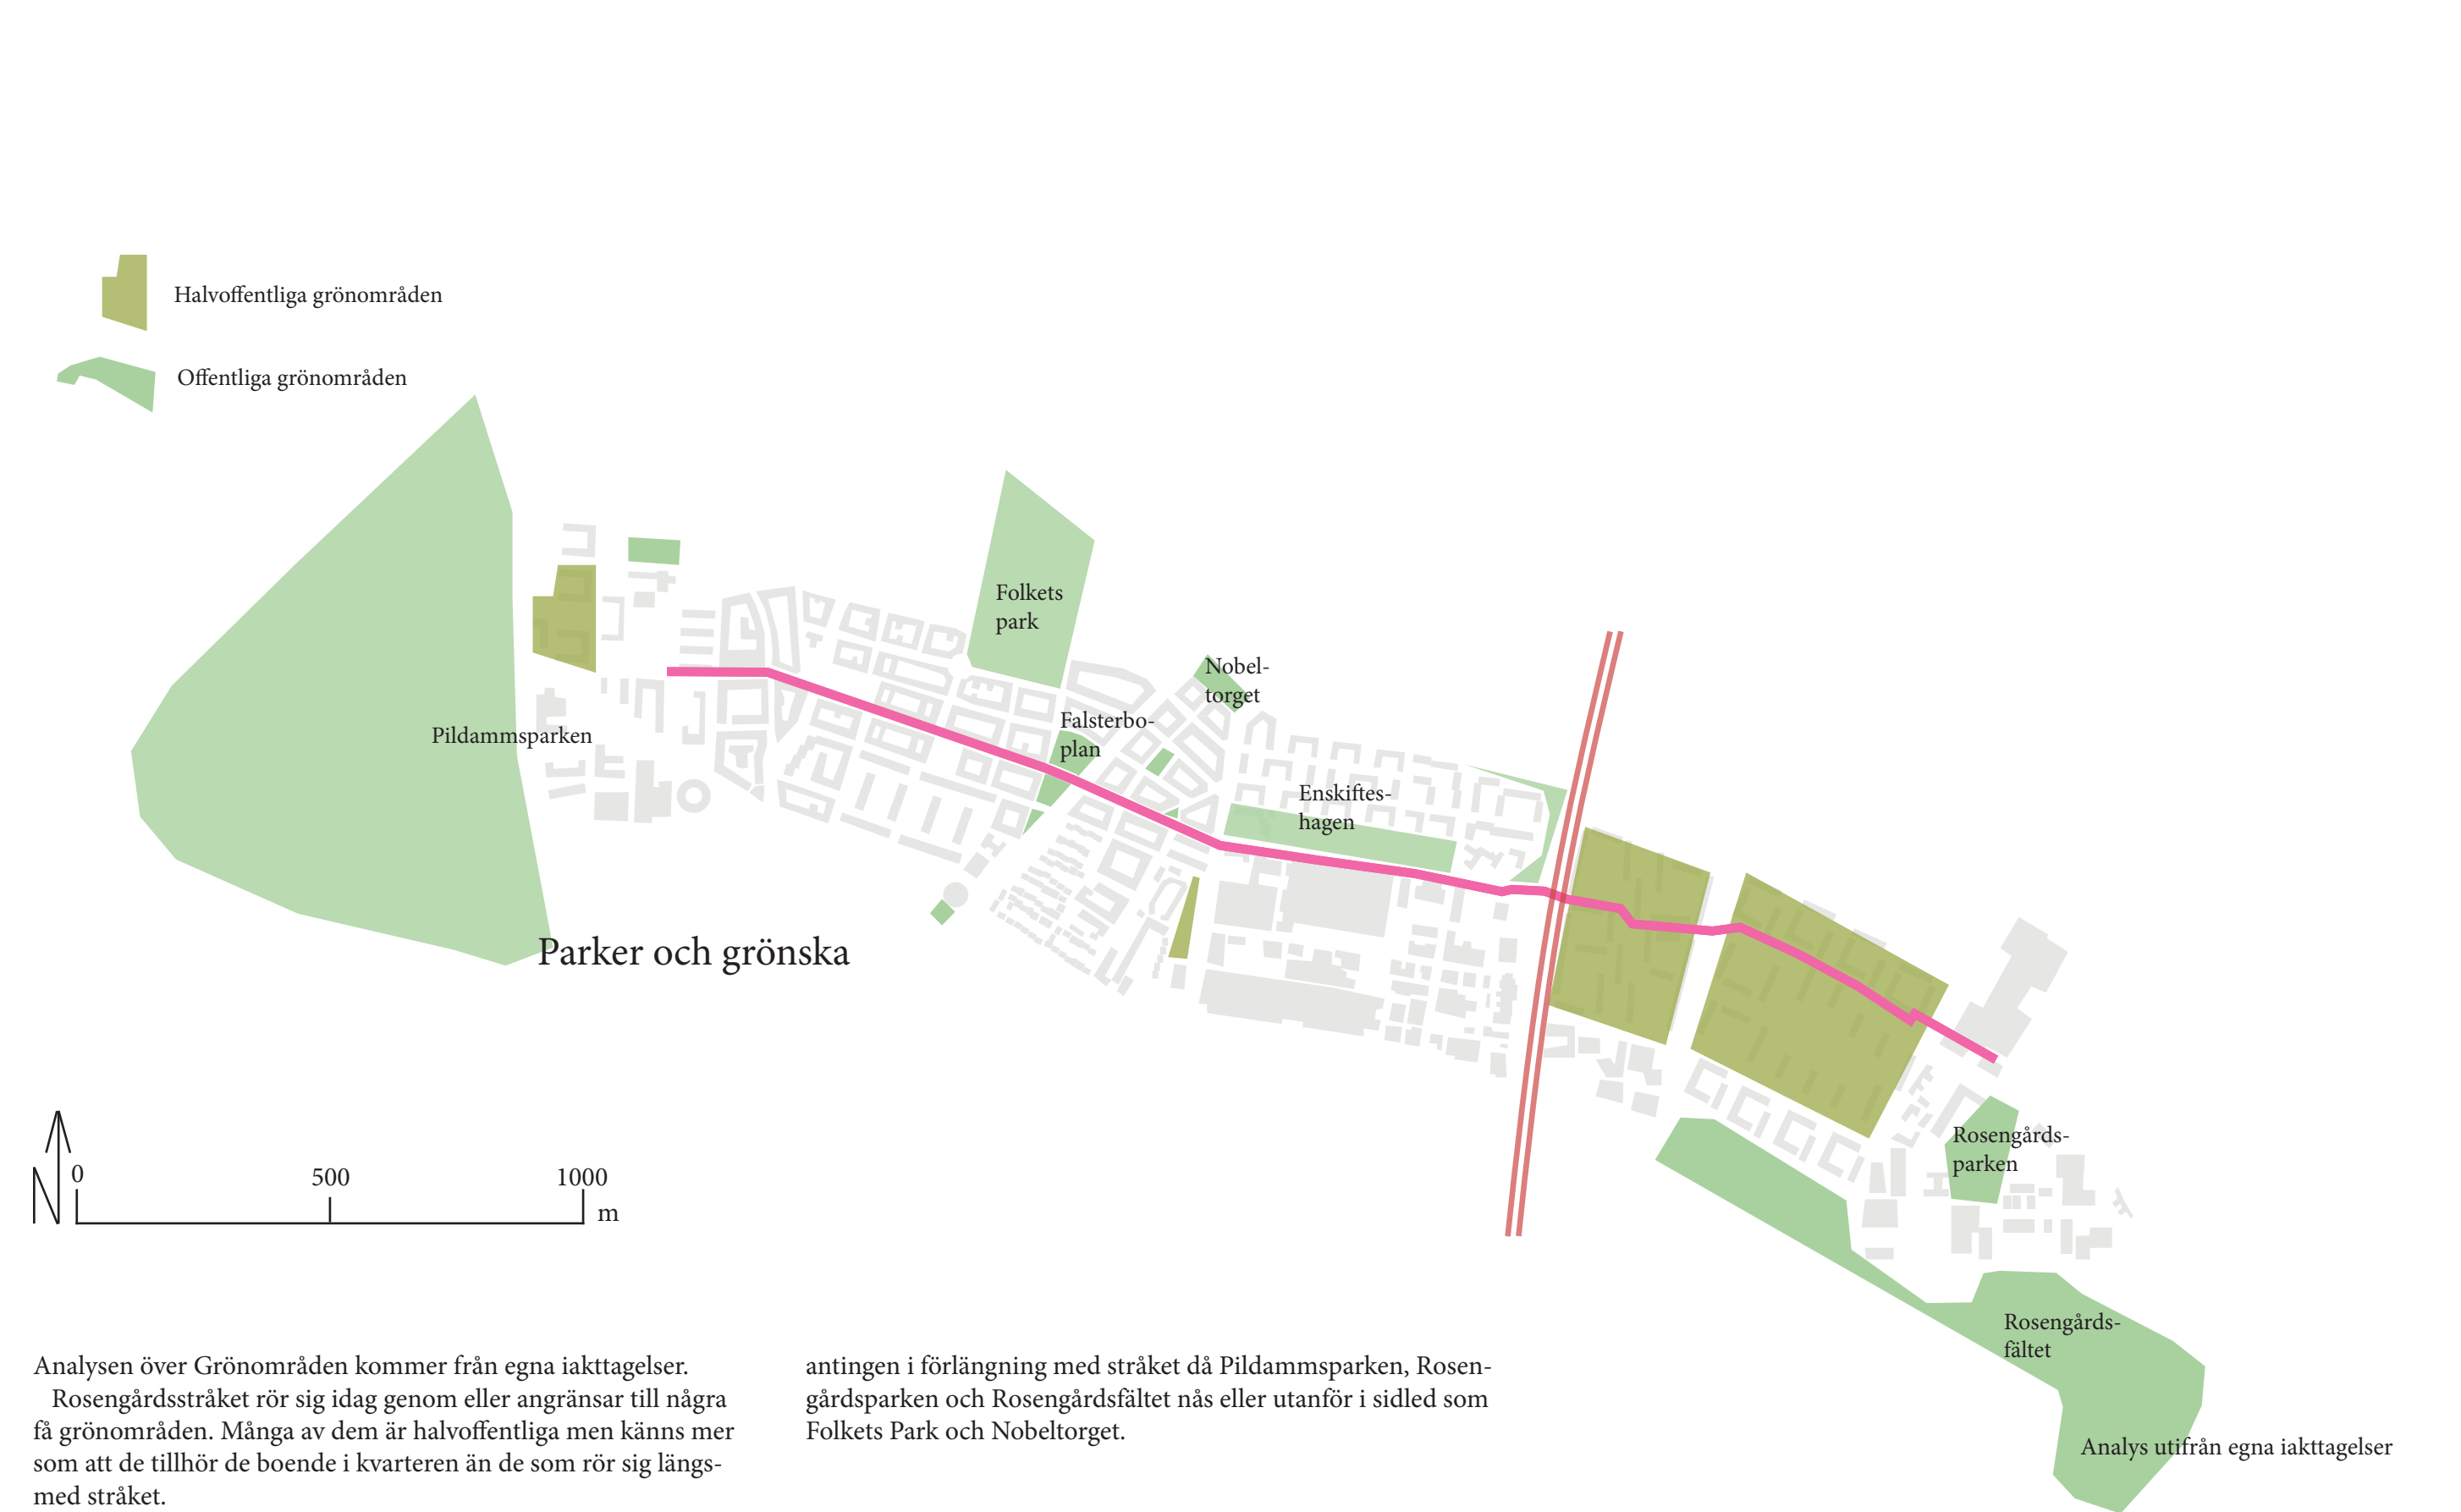 Halvoffentliga grönområden
Offentliga grönområden
Folkets
park
Nobel-
torget
Falsterbo-
plan
Pildammsparken
Enskiftes-
hagen
Parker och grönska
Rosengårds-
parken
N
0 500 1000
m
Rosengårds-
fältet
Analys utifrån egna iakttagelser
Analysen över Grönområden kommer från egna iakttagelser.
Rosengårdsstråket rör sig idag genom eller angränsar till några
få grönområden. Många av dem är halvoffentliga men känns mer
som att de tillhör de boende i kvarteren än de som rör sig längs-
med stråket.
antingen i förlängning med stråket då Pildammsparken, Rosen-
gårdsparken och Rosengårdsfältet nås eller utanför i sidled som
Folkets Park och Nobeltorget.